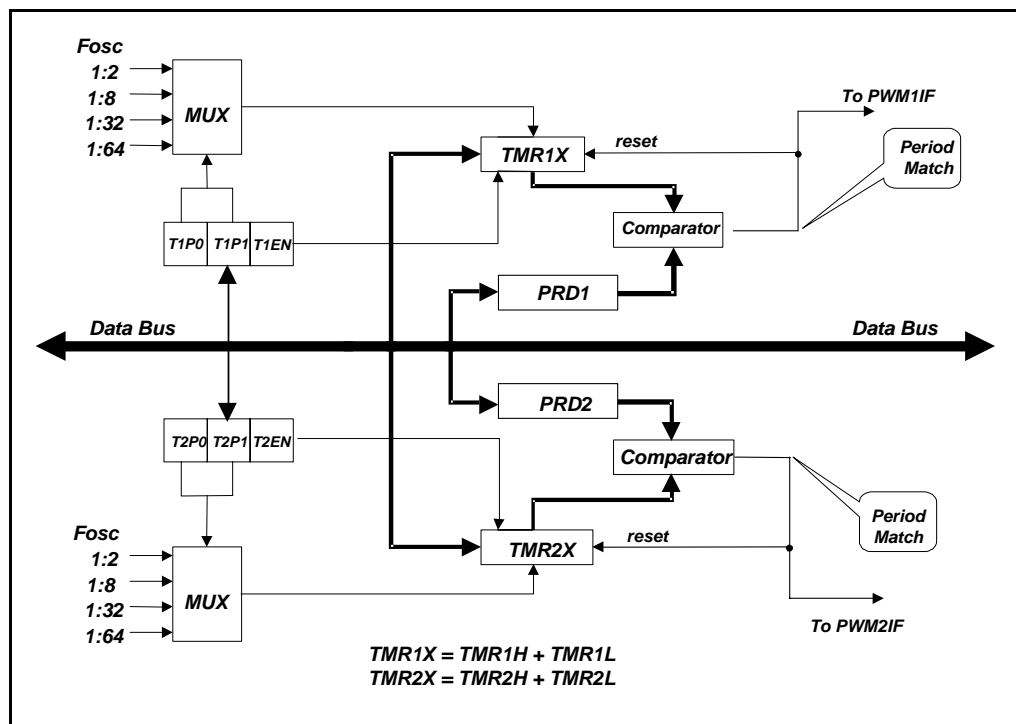 Fosc
1:2
1:8
1:32
1:64
MUX
T1P0 T1P1 T1EN
TMR1X
reset
To PWM1IF
Period
Match
Comparator
PRD1
Data Bus
Data Bus
PRD2
T2P0 T2P1 T2EN
Comparator
Period
Match
Fosc
1:2
1:8
1:32
1:64
MUX
TMR2X
reset
To PWM2IF
TMR1X = TMR1H + TMR1L
TMR2X = TMR2H + TMR2L